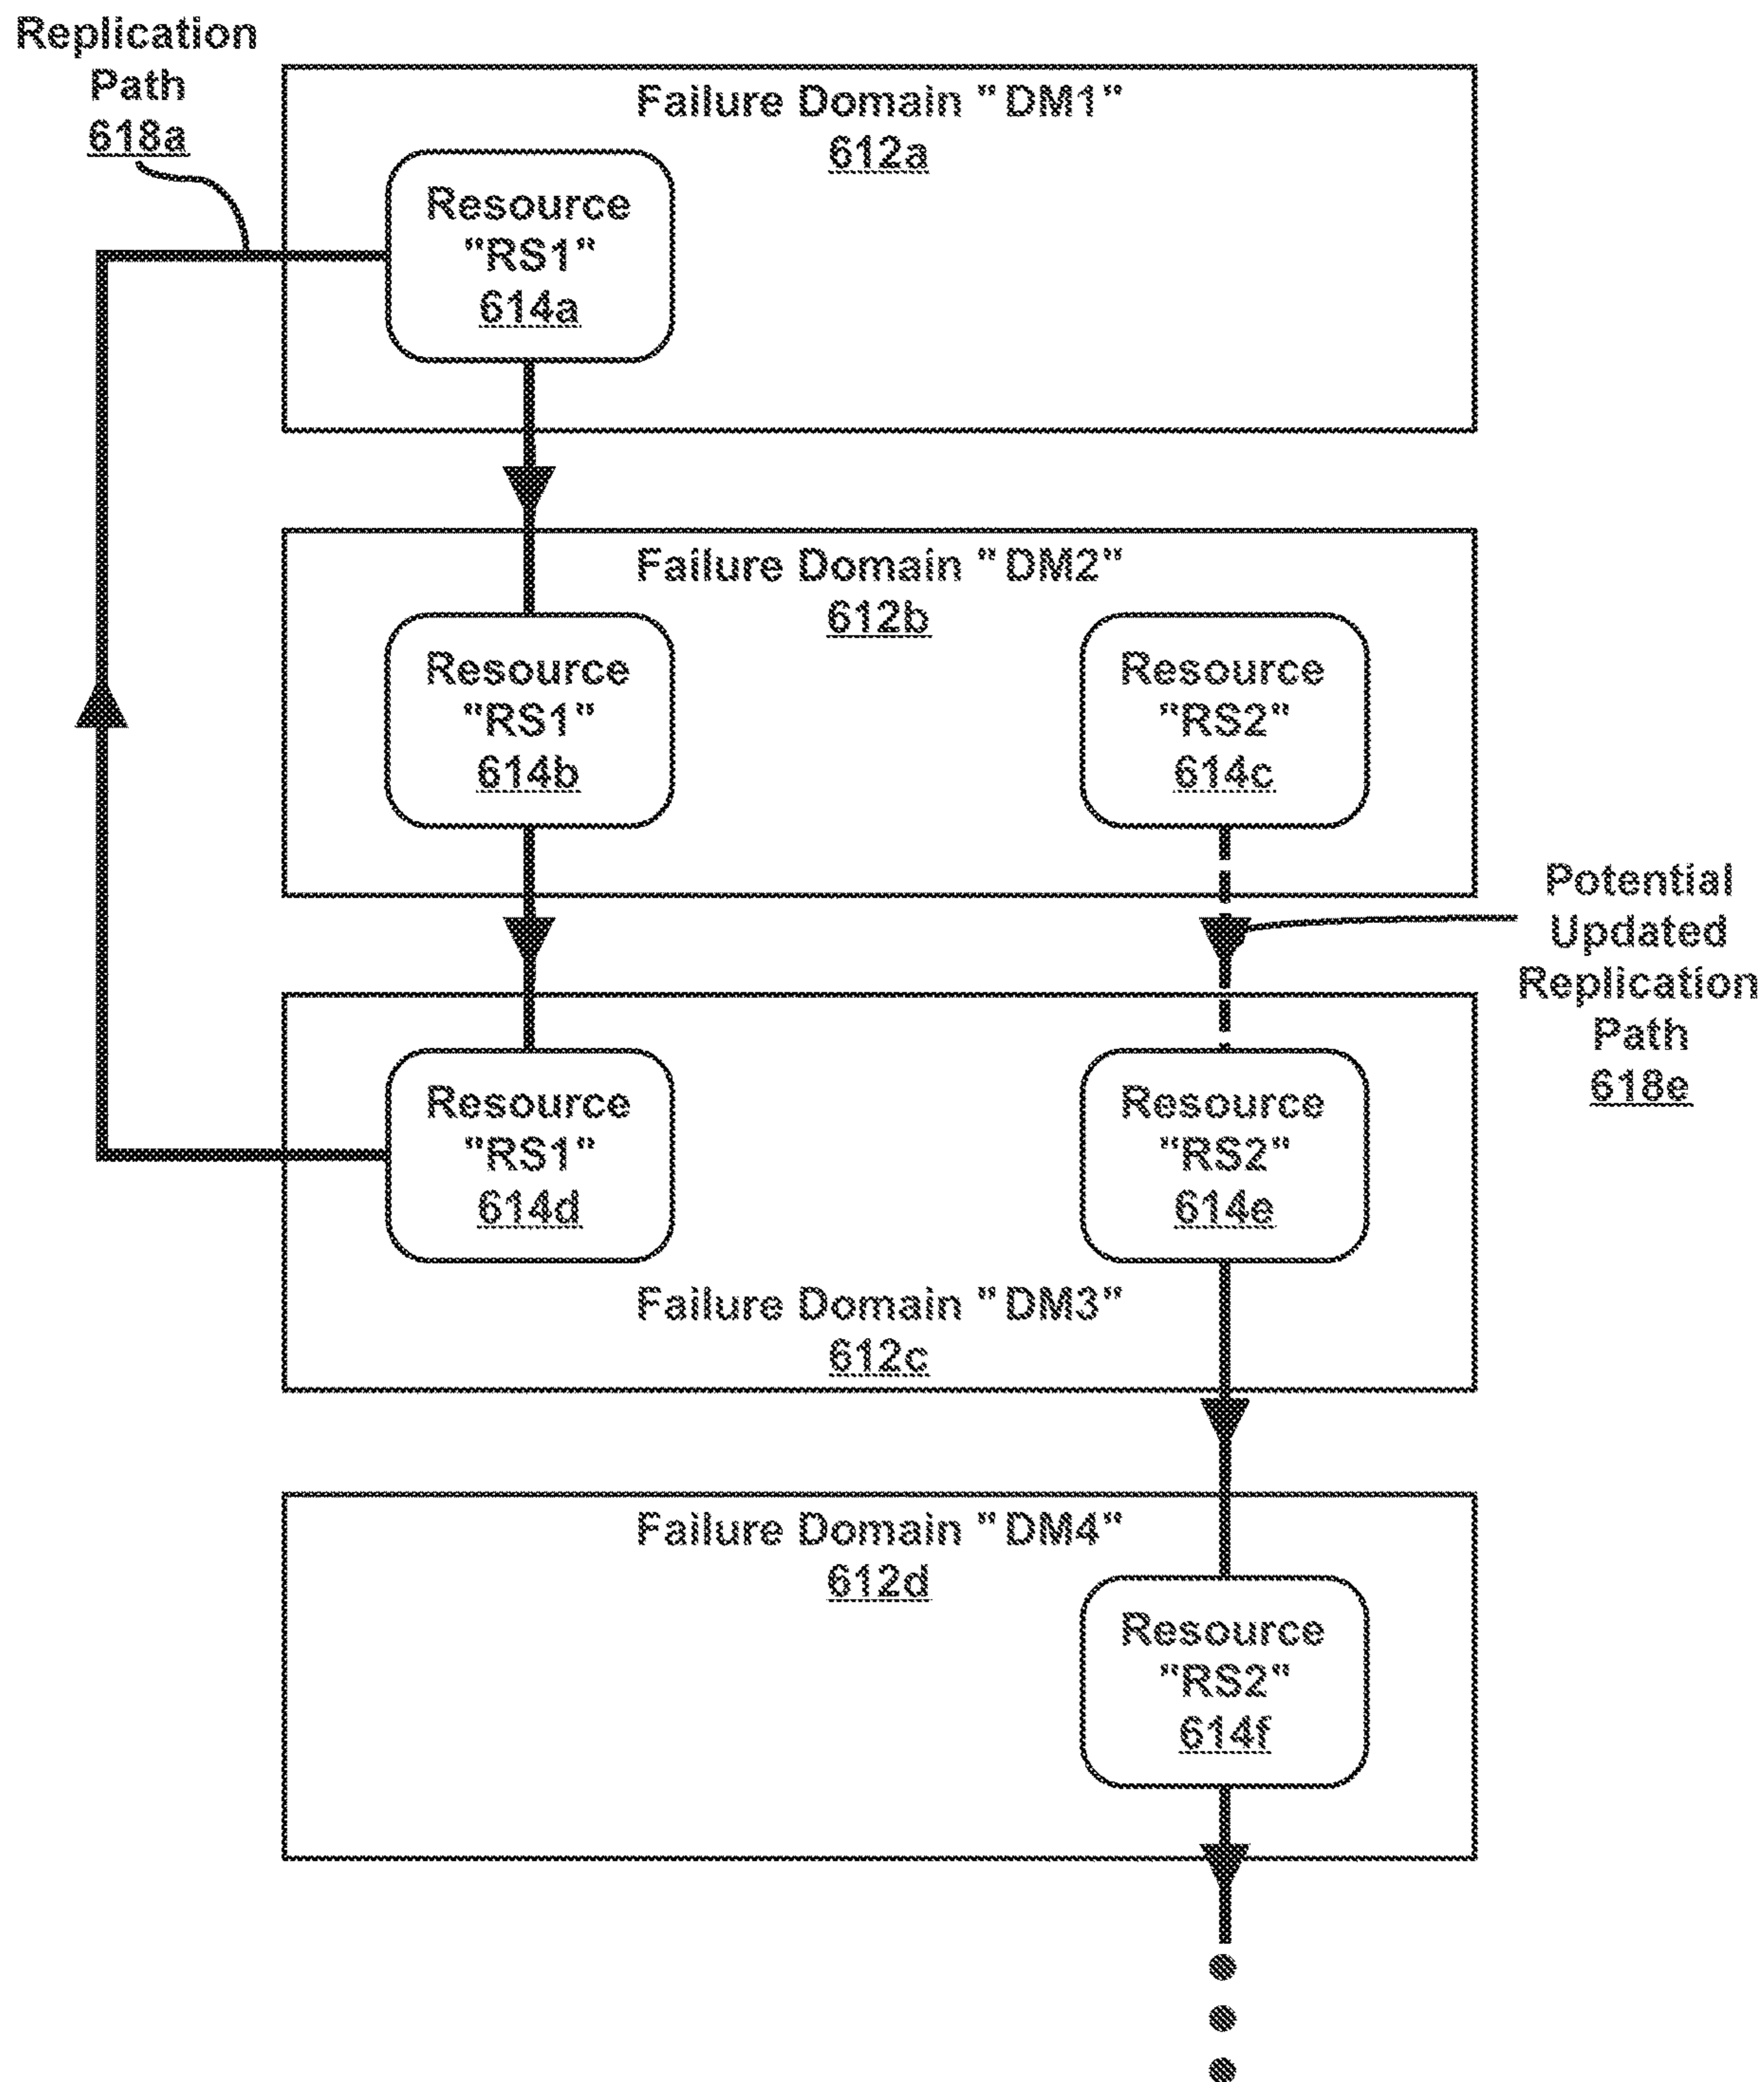 Replication
Path
618a
Failure Domain "DM1"
612a
Resource
"RS1"
614a
Failure Domain "DM2"
612b
Resource
"RS1"
614b
Resource
"RS2"
614c
Potential
Updated
Replication
Path
618e
Resource
"RS1"
614d
Resource
"RS2"
614e
Failure Domain "DM3"
612c
Failure Domain "DM4"
612d
Resource
"RS2"
614f